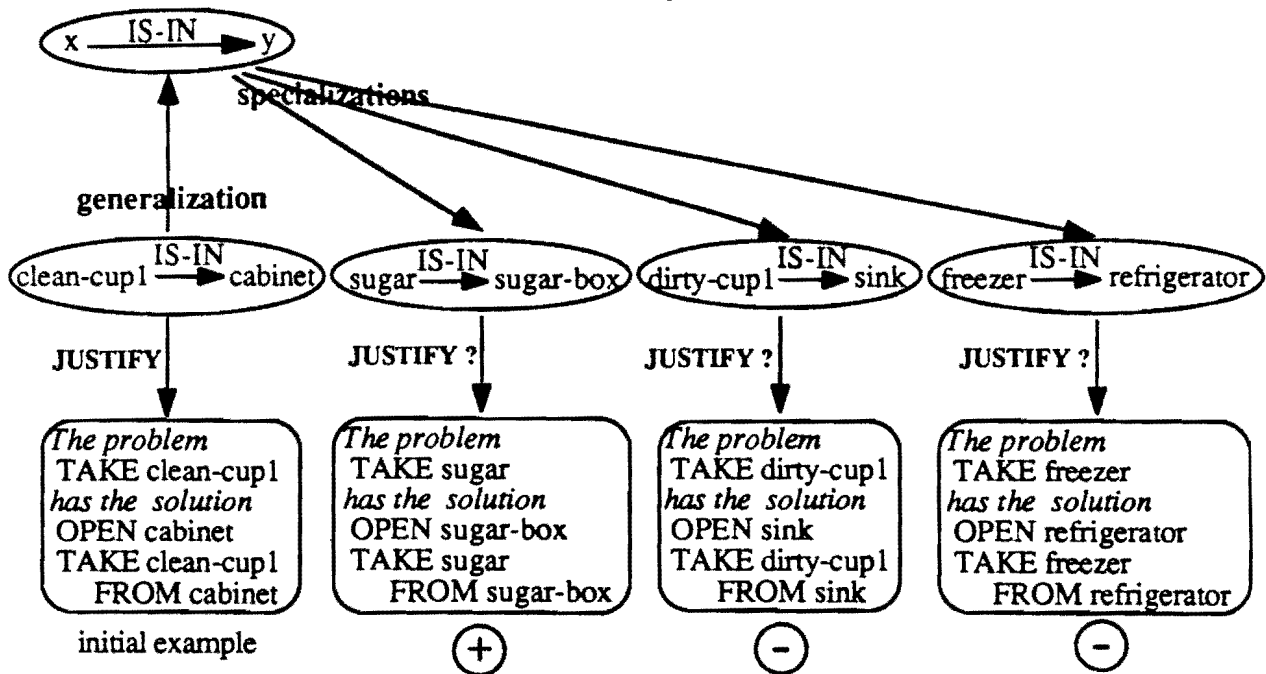 x IS-IN y
specializations
generalization
clean-cup1 IS-IN cabinet
sugar IS-IN sugar-box
dirty-cup1 IS-IN sink
freezer IS-IN refrigerator
JUSTIFY
JUSTIFY ?
JUSTIFY ?
JUSTIFY ?
The problem
TAKE clean-cup1
has the solution
OPEN cabinet
TAKE clean-cup1
FROM cabinet
initial example
The problem
TAKE sugar
has the solution
OPEN sugar-box
TAKE sugar
FROM sugar-box
+
The problem
TAKE dirty-cup1
has the solution
OPEN sink
TAKE dirty-cup1
FROM sink
-
The problem
TAKE freezer
has the solution
OPEN refrigerator
TAKE freezer
FROM refrigerator
-